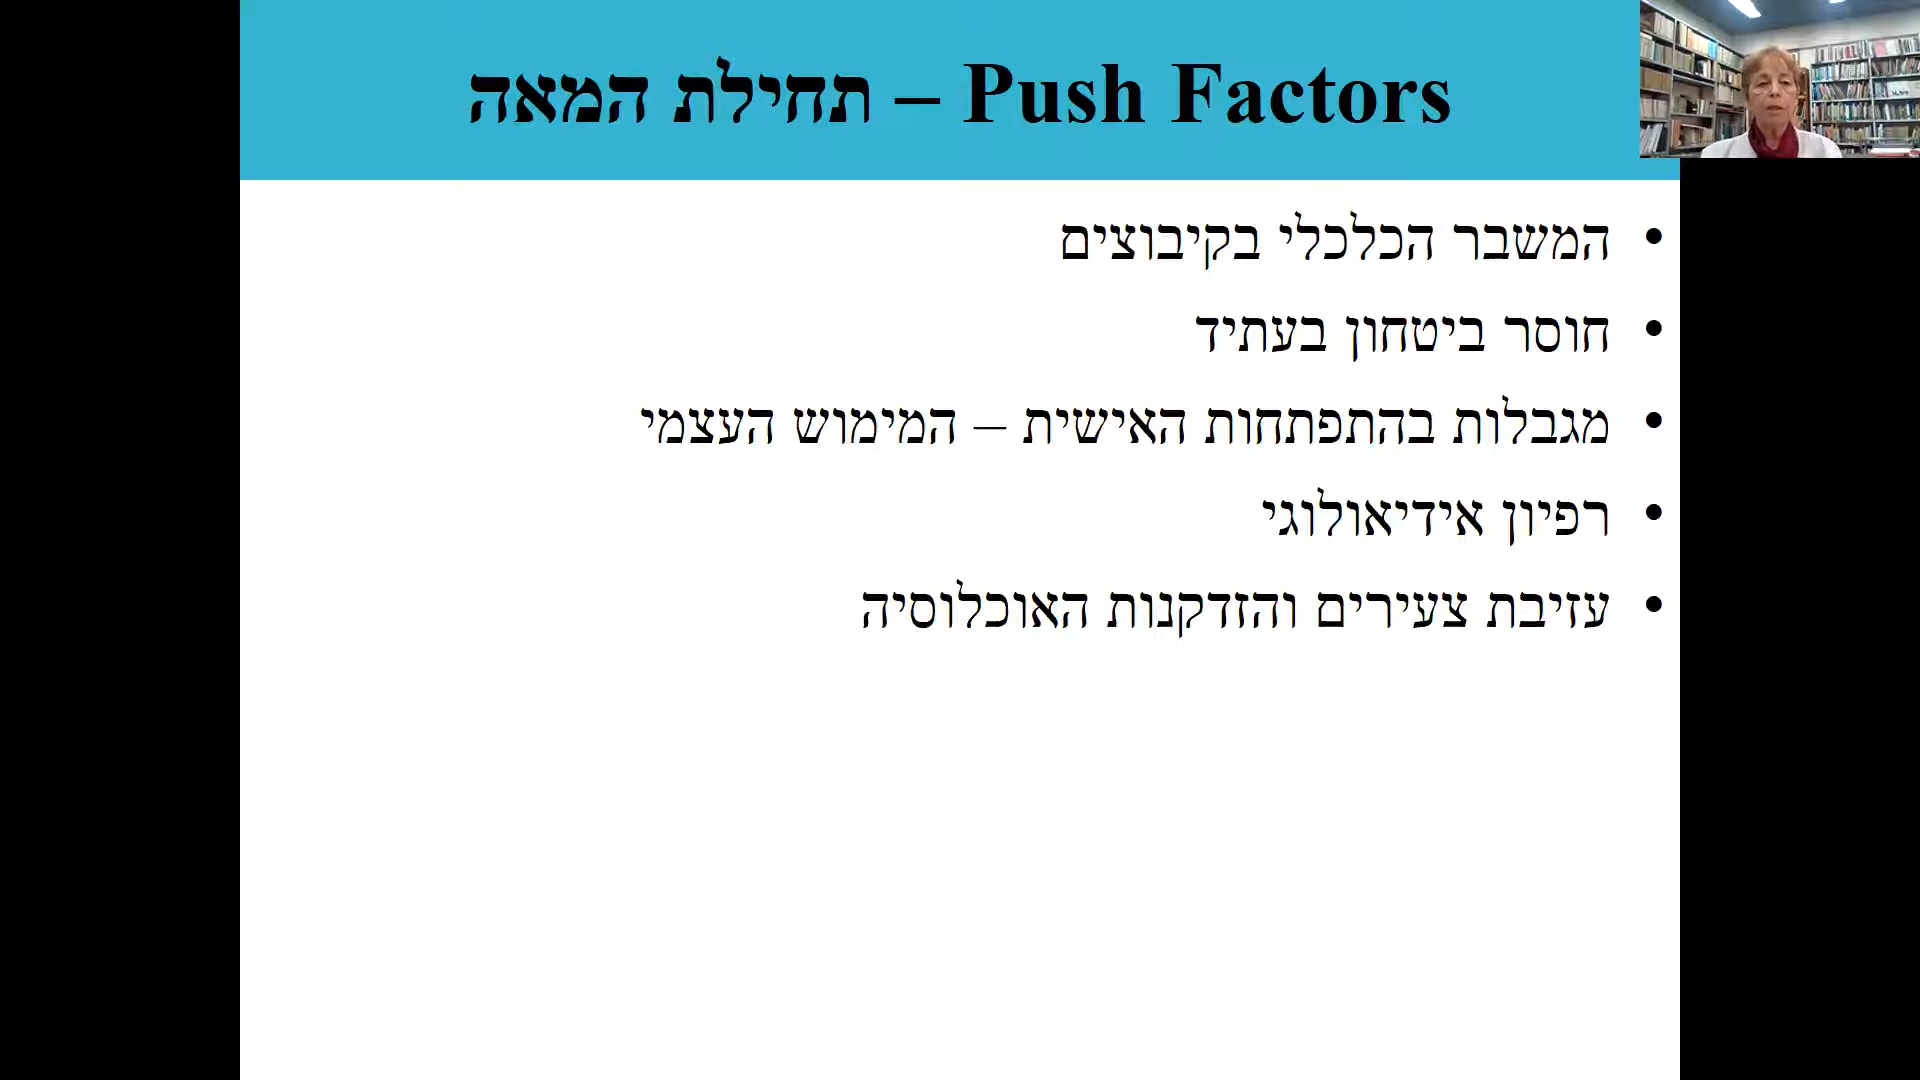 Push Factors – תחילת המאה
המשבר הכלכלי בקיבוצים
חוסר ביטחון בעתיד
מגבלות בהתפתחות האישית – המימוש העצמי
רפיון אידיאולוגי
עזיבת צעירים והזדקנות האוכלוסיה